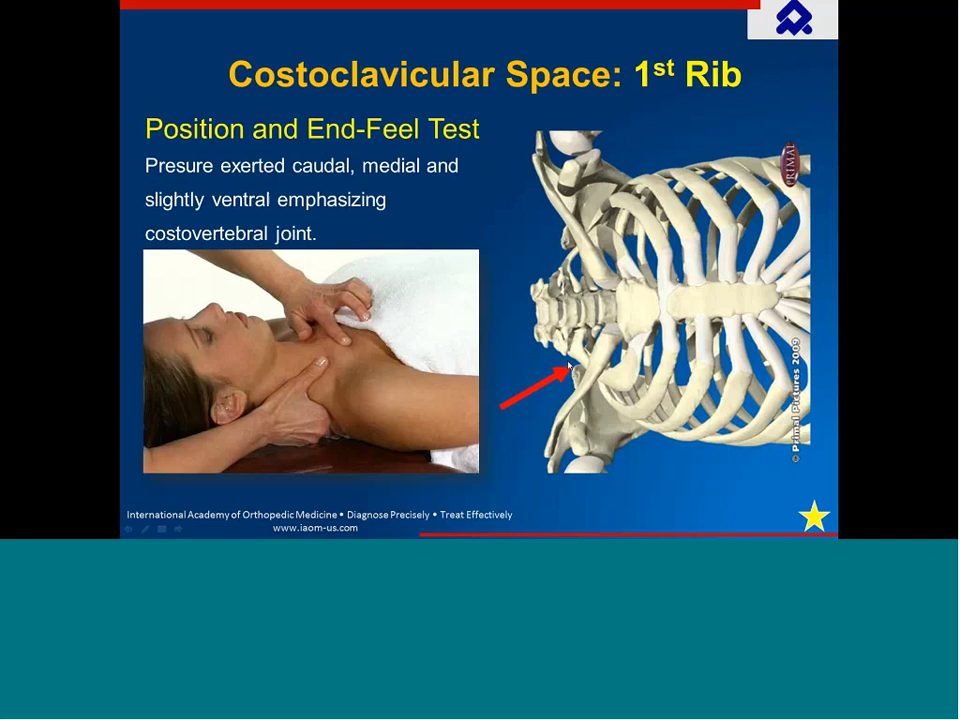 Costoclavicular Space: 1st Rib
Position and End-Feel Test
Presure exerted caudal, medial and
slightly ventral emphasizing
costovertebral joint.
PRIMAL
© Primal Pictures 2009
International Academy of Orthopedic Medicine • Diagnose Precisely • Treat Effectively
www.iaom-us.com